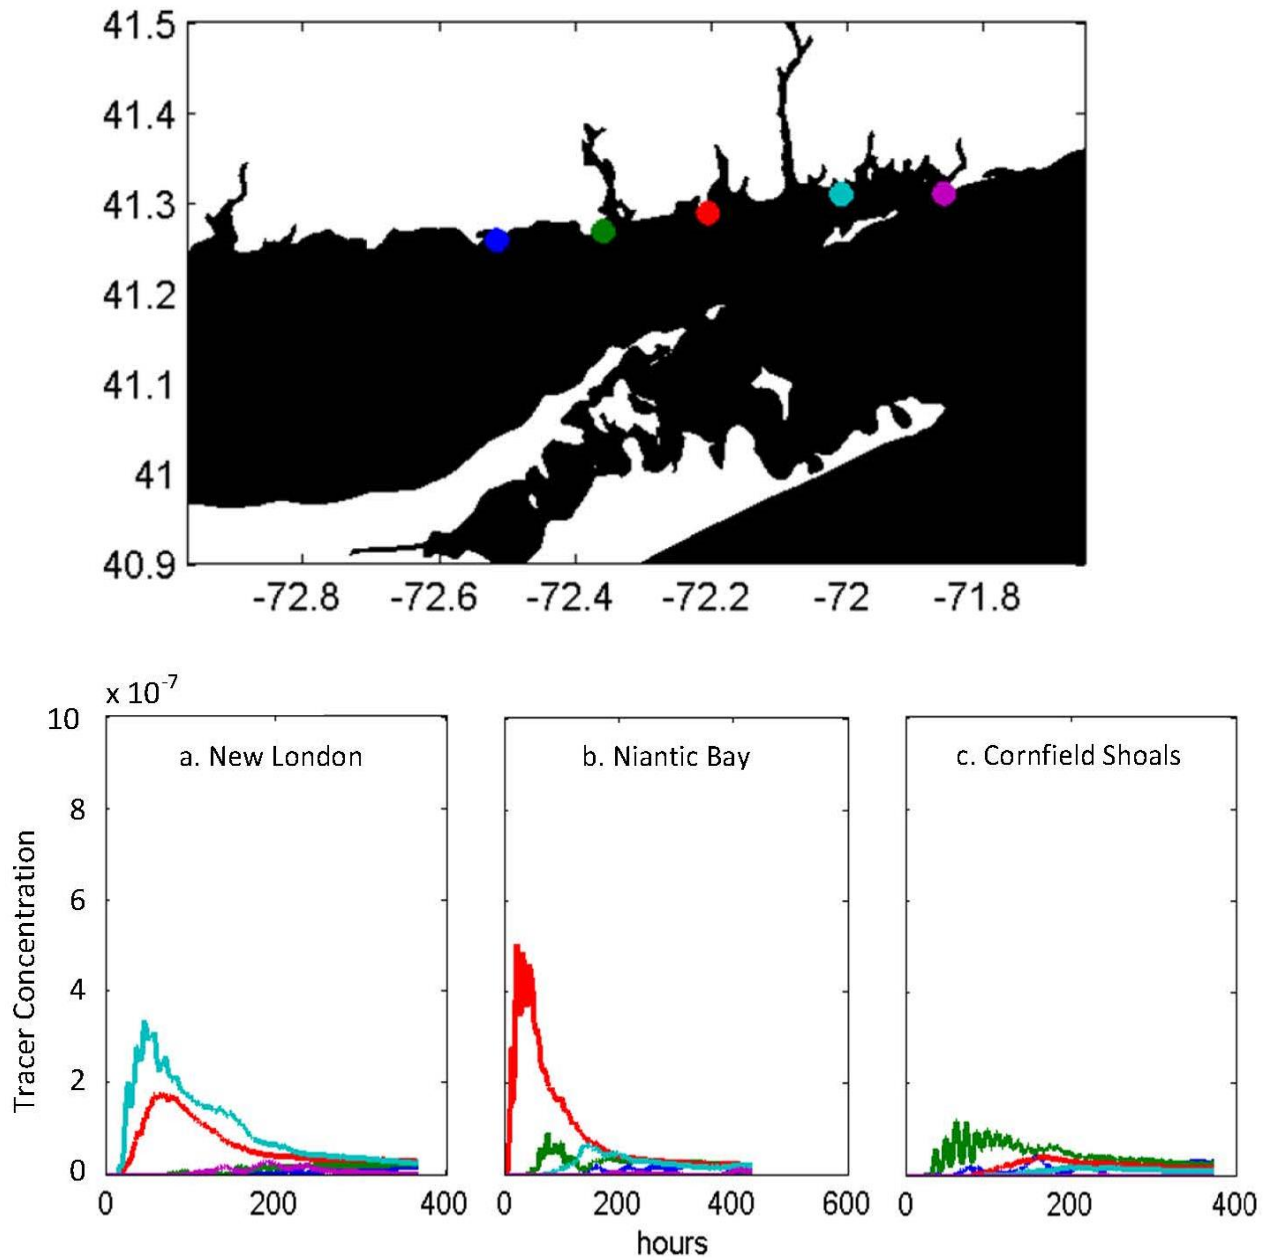 41.5
41.4
41.3
41.2
41.1
41
40.9
-72.8 -72.6 -72.4 -72.2 -72 -71.8
x 10-7
10
8
6
4
2
0
Tracer Concentration
a. New London
b. Niantic Bay
c. Cornfield Shoals
0 200 400
0 200 400 600
0 200 400
hours